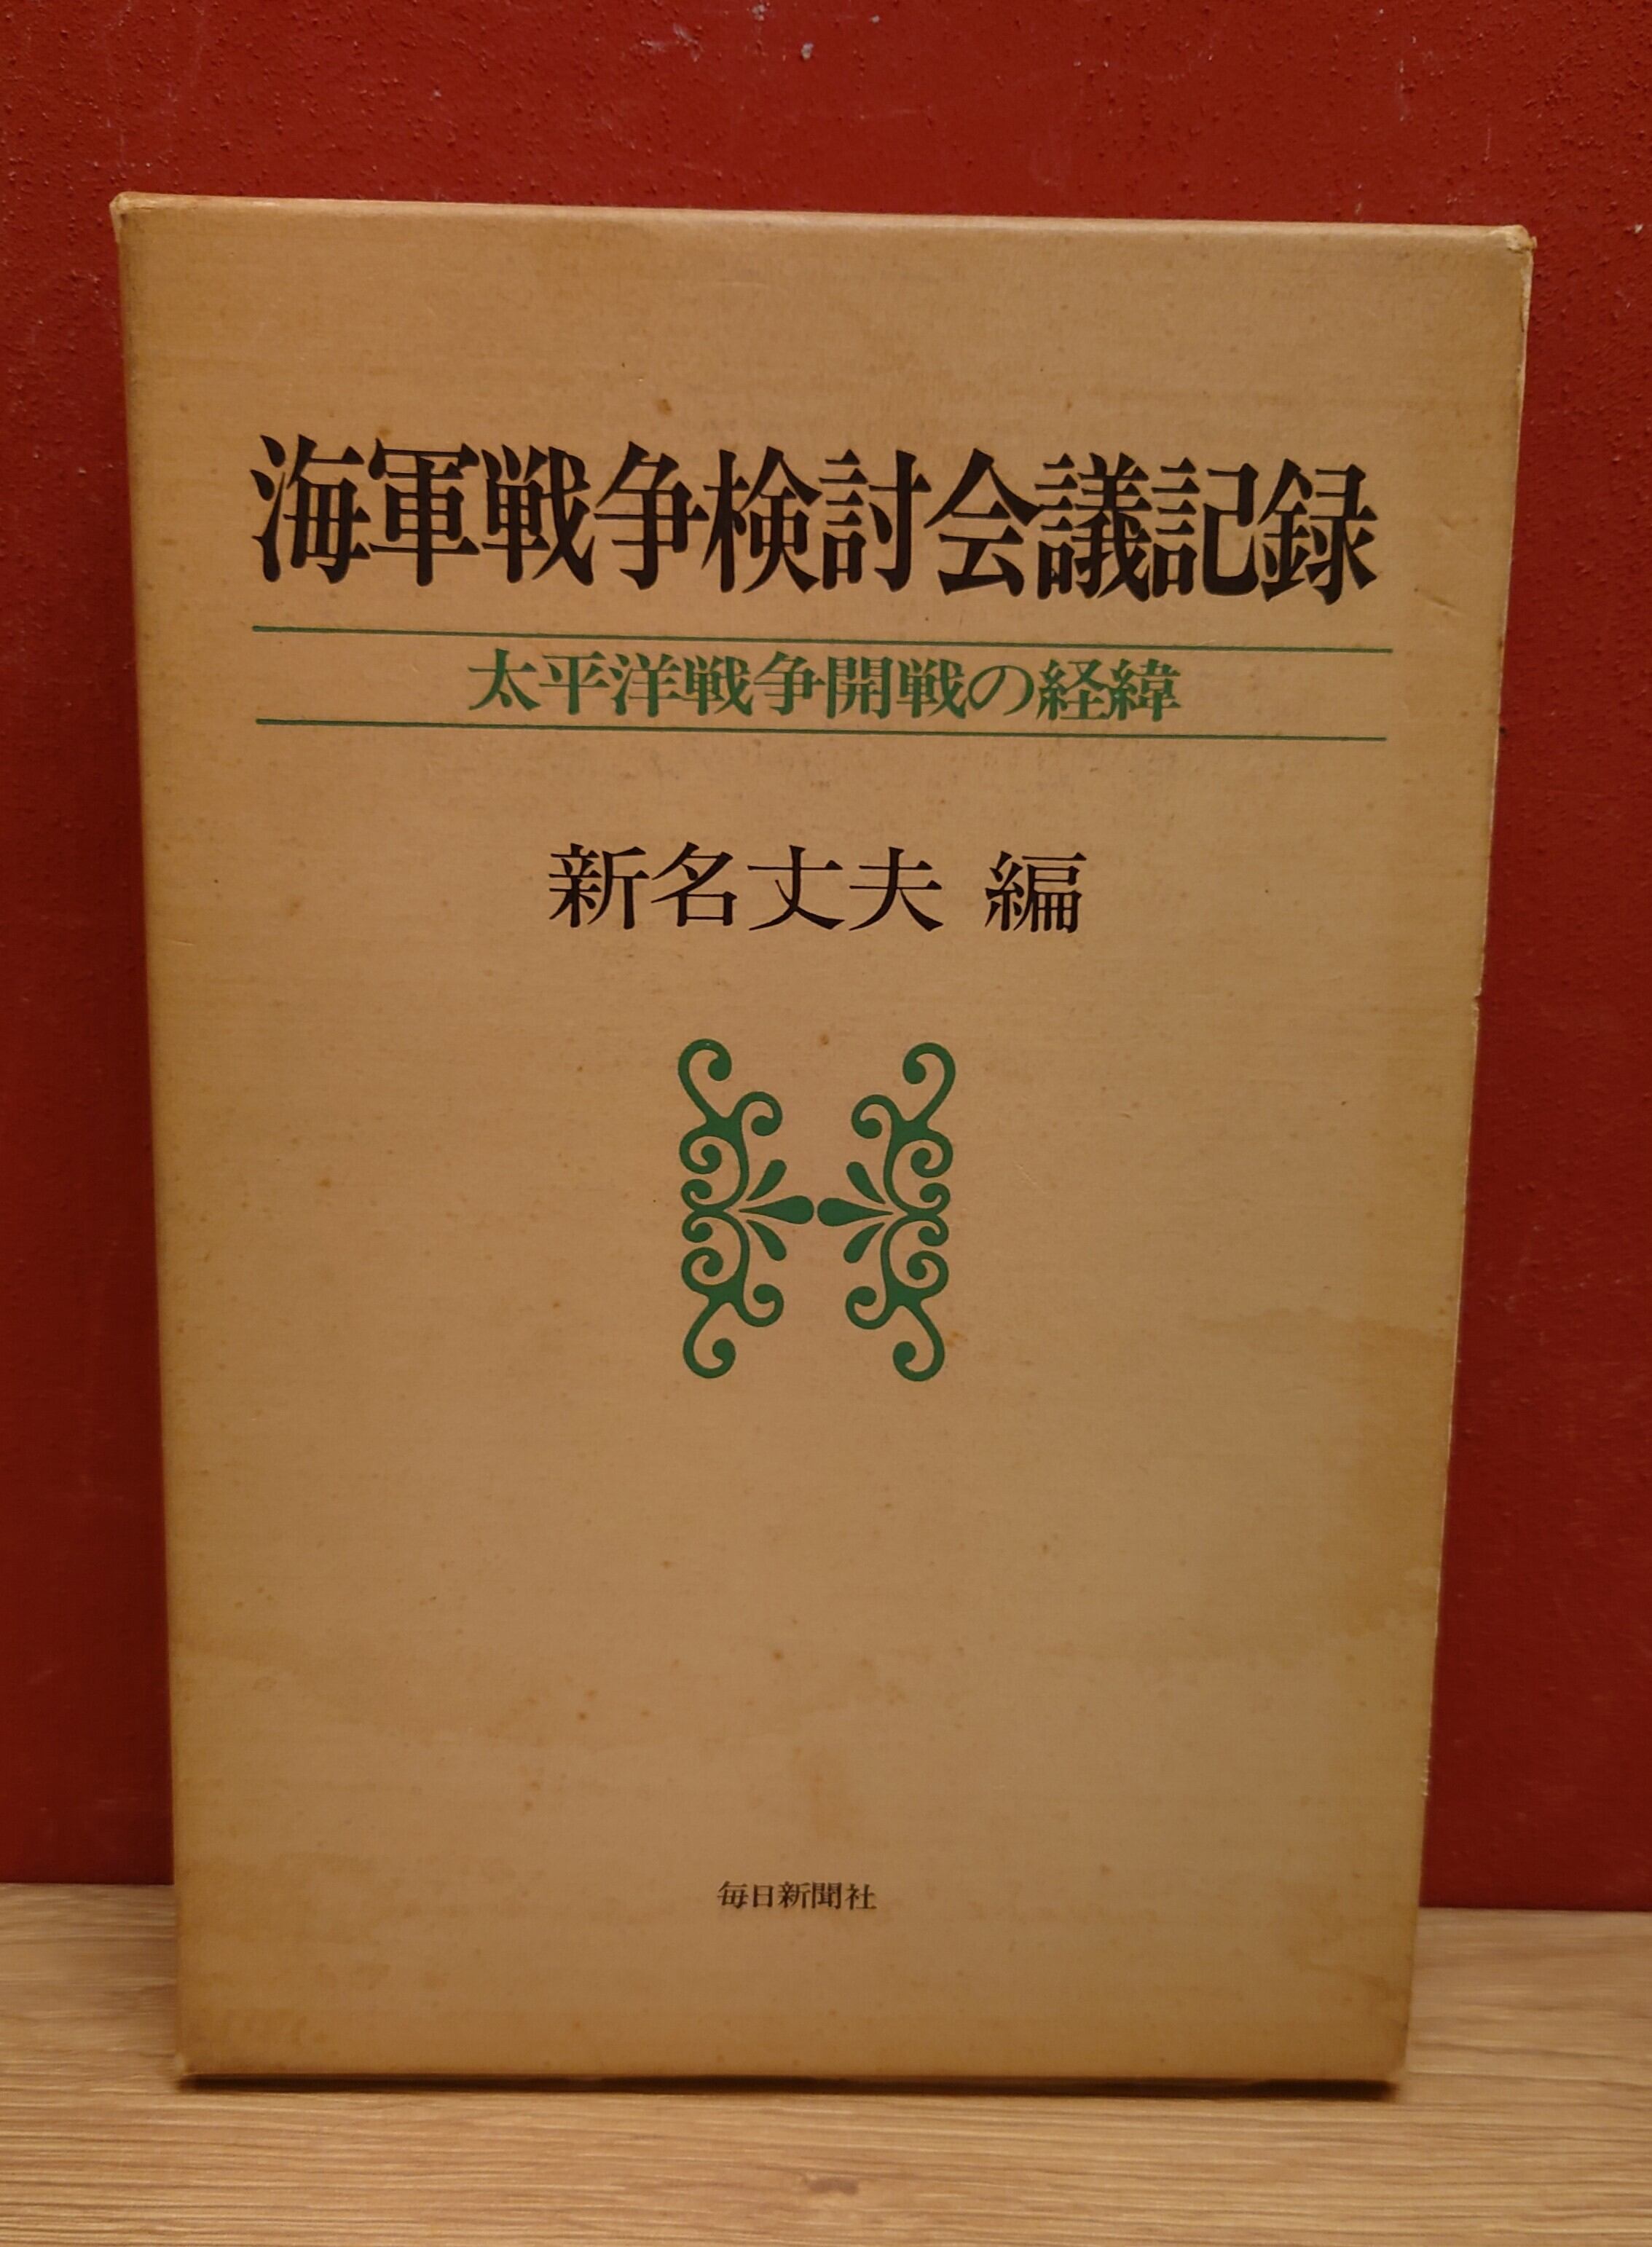 海軍戦争検討会議記録
太平洋戦争開戦の経緯
新名丈夫 編
毎日新聞社